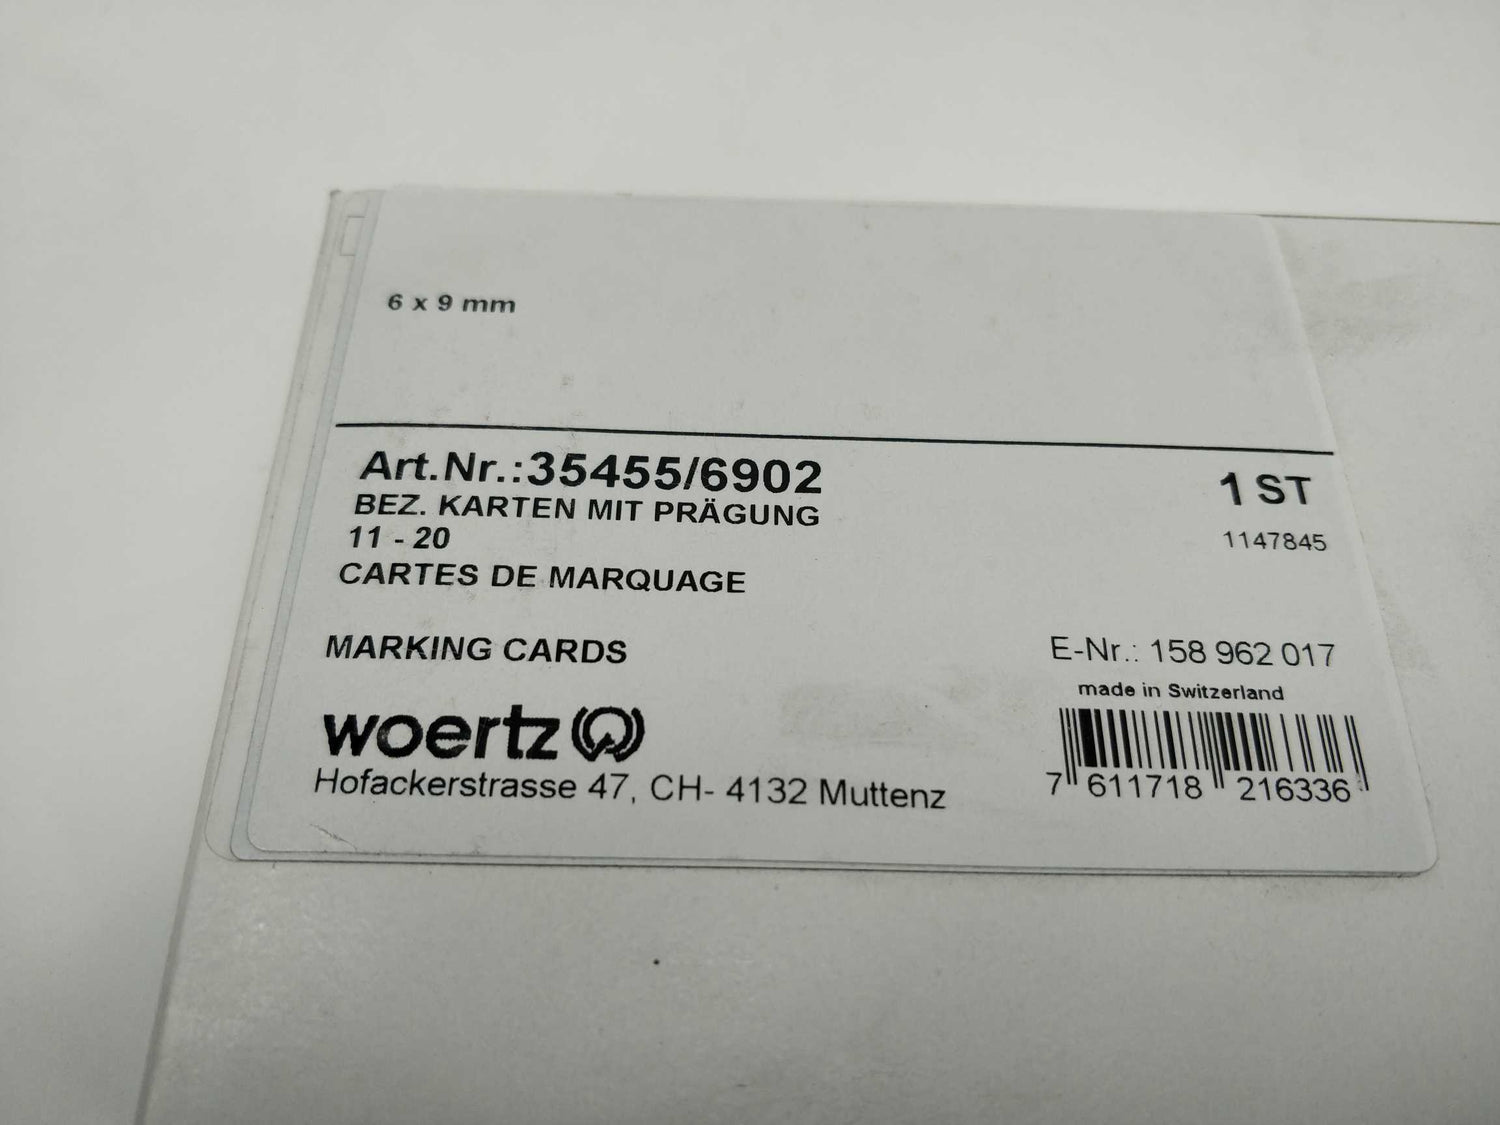 6 x 9 mm
Art.Nr.:35455/6902
1 ST
BEZ. KARTEN MIT PRÄGUNG
11 - 20
1147845
CARTES DE MARQUAGE
MARKING CARDS
E-Nr.: 158 962 017
made in Switzerland
woertz
Hofackerstrasse 47, CH- 4132 Muttenz
7 611718 216336